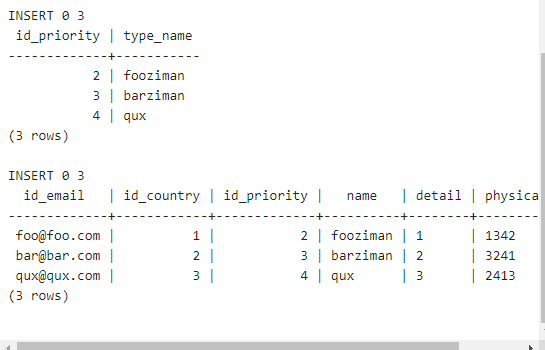 INSERT 0 3
 id_priority | type_name
-------------+-----------
           2 | fooziman
           3 | barziman
           4 | qux
(3 rows)

INSERT 0 3
  id_email   | id_country | id_priority |   name   | detail | physica
-------------+------------+-------------+----------+--------+--------
 foo@foo.com |          1 |           2 | fooziman | 1      | 1342
 bar@bar.com |          2 |           3 | barziman | 2      | 3241
 qux@qux.com |          3 |           4 | qux      | 3      | 2413
(3 rows)